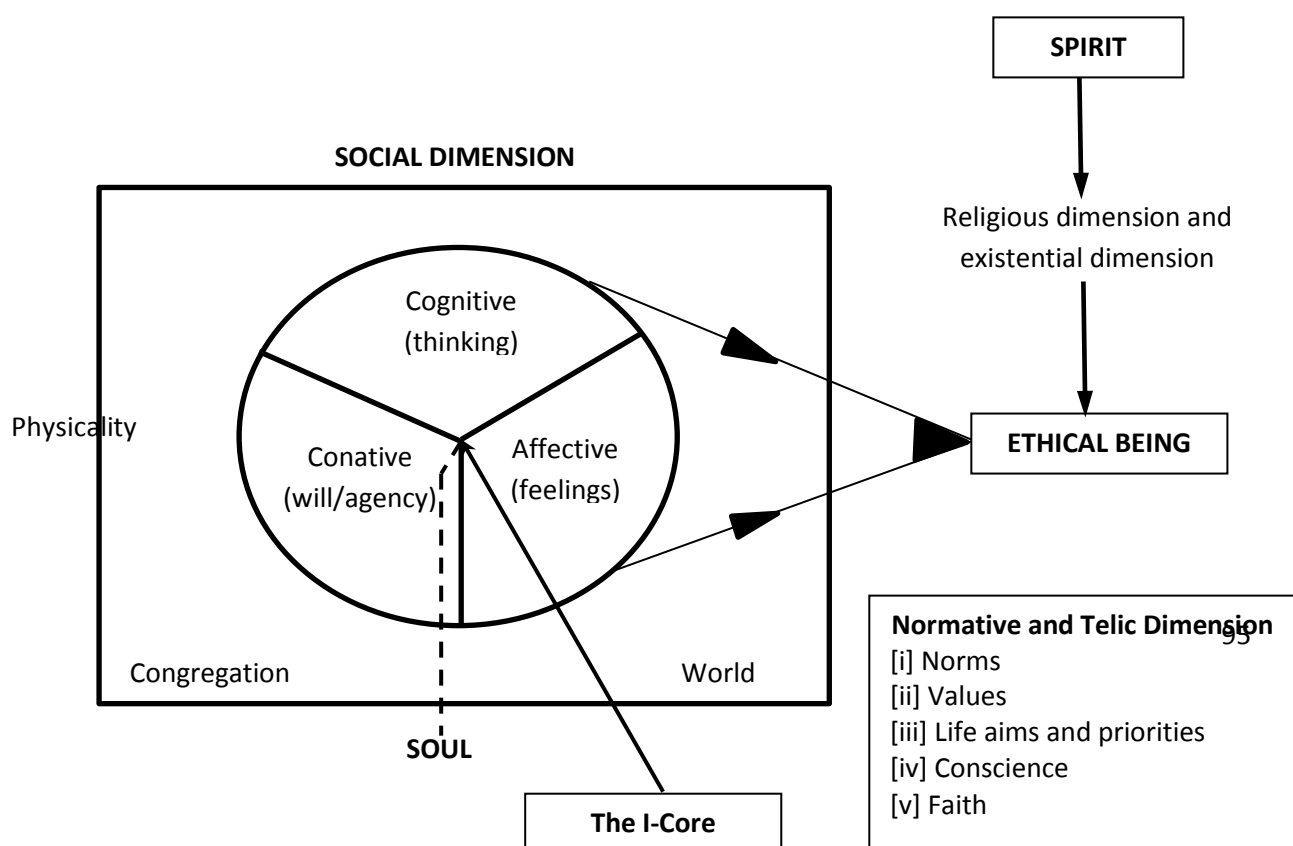 SPIRIT
SOCIAL DIMENSION
Religious dimension and
existential dimension
Cognitive
(thinking)
Physicality
Conative
(will/agency)
Affective
(feelings)
ETHICAL BEING
Congregation
World
SOUL
The I-Core
Normative and Telic Dimension
95
[i] Norms
[ii] Values
[iii] Life aims and priorities
[iv] Conscience
[v] Faith